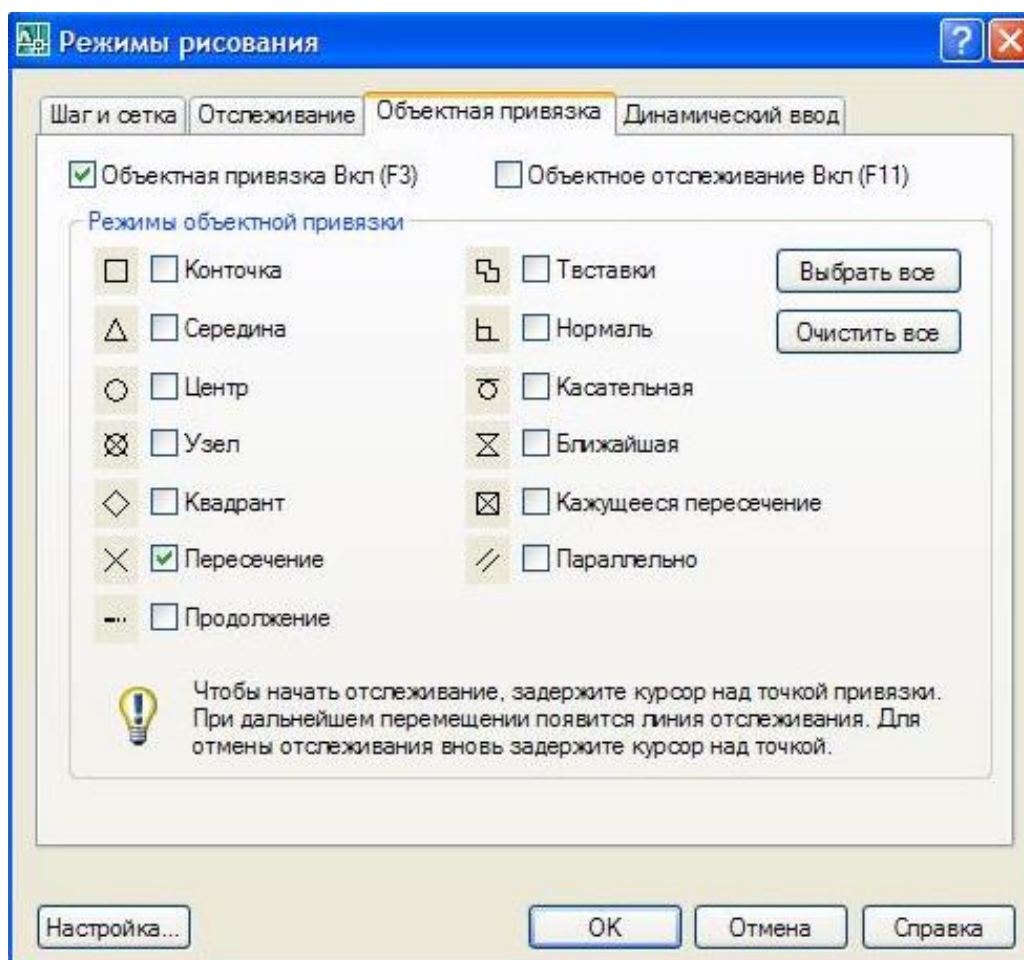 Режимы рисования
Шаг и сетка Отслеживание Объектная привязка Динамический ввод
Объектная привязка Вкл (F3) Объектное отслеживание Вкл (F11)
Режимы объектной привязки
Конточка Твставки Выбрать все
Середина Нормаль Очистить все
Центр Касательная
Узел Ближайшая
Квадрант Кажущееся пересечение
Пересечение Параллельно
Продолжение
Чтобы начать отслеживание, задержите курсор над точкой привязки.
При дальнейшем перемещении появится линия отслеживания. Для
отмены отслеживания вновь задержите курсор над точкой.
Настройка... OK Отмена Справка